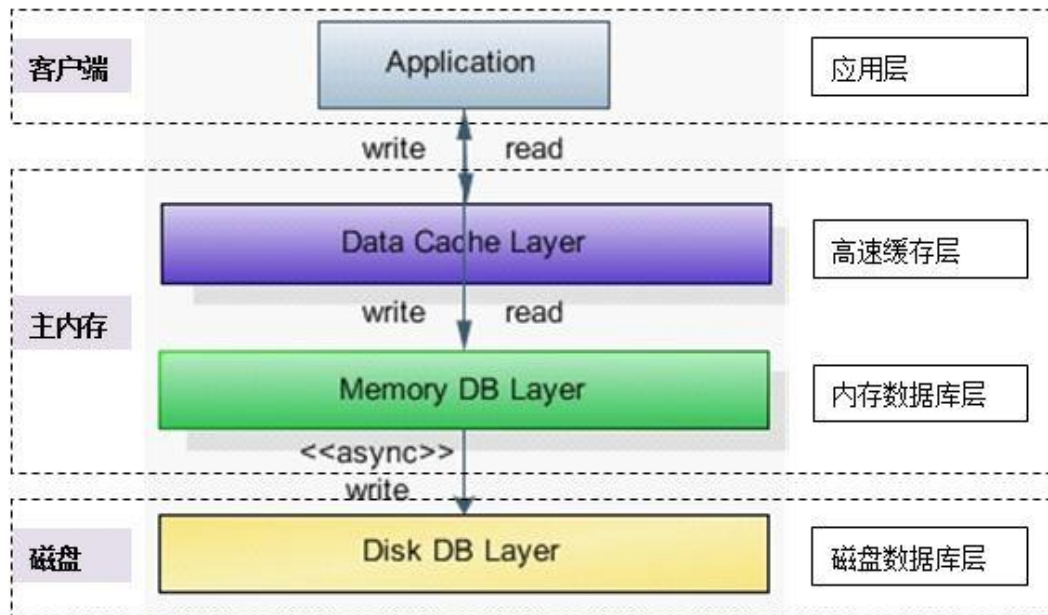 客户端
Application
应用层
write read
Data Cache Layer
高速缓存层
主内存
write read
Memory DB Layer
内存数据库层
<<async>>
write
磁盘
Disk DB Layer
磁盘数据库层